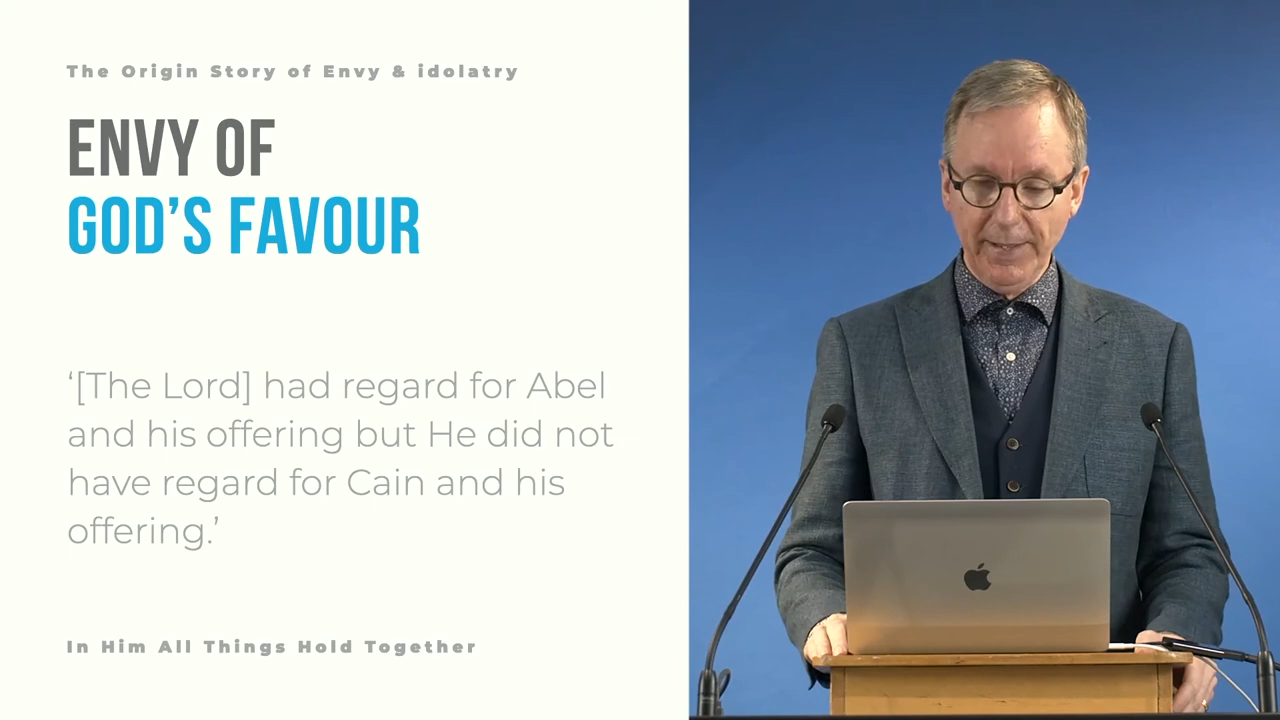 The Origin Story of Envy & idolatry
ENVY OF
GOD’S FAVOUR
‘[The Lord] had regard for Abel
and his offering but He did not
have regard for Cain and his
offering.’
In Him All Things Hold Together